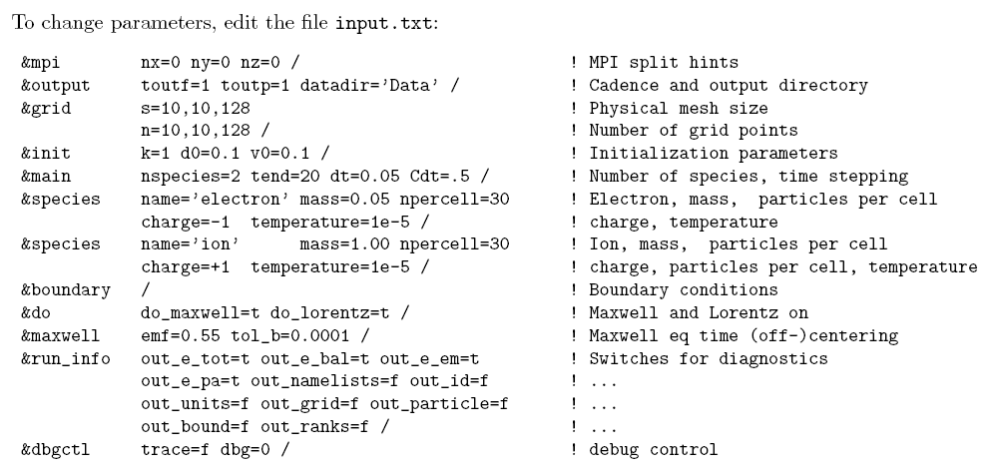 To change parameters, edit the file input.txt:
&mpi nx=0 ny=0 nz=0 / ! MPI split hints
&output toutf=1 toutp=1 datadir='Data' / ! Cadence and output directory
&grid s=10,10,128 ! Physical mesh size
n=10,10,128 / ! Number of grid points
&init k=1 d0=0.1 v0=0.1 / ! Initialization parameters
&main nspecies=2 tend=20 dt=0.05 Cdt=.5 / ! Number of species, time stepping
&species name='electron' mass=0.05 npercell=30 ! Electron, mass, particles per cell
charge=-1 temperature=1e-5 / ! charge, temperature
&species name='ion' mass=1.00 npercell=30 ! Ion, mass, particles per cell
charge=+1 temperature=1e-5 / ! charge, particles per cell, temperature
&boundary / ! Boundary conditions
&do do_maxwell=t do_lorentz=t / ! Maxwell and Lorentz on
&maxwell emf=0.55 tol_b=0.0001 / ! Maxwell eq time (off-)centering
&run_info out_e_tot=t out_e_bal=t out_e_em=t ! Switches for diagnostics
out_e_pa=t out_namelists=f out_id=f ! ...
out_units=f out_grid=f out_particle=f ! ...
out_bound=f out_ranks=f / ! ...
&dbgctl trace=f dbg=0 / ! debug control